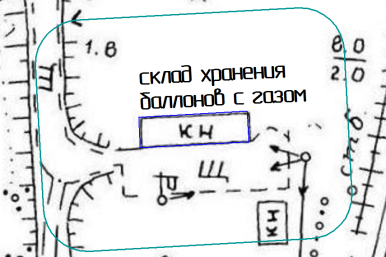 1.8
8.0
2.0
склад хранения
баллонов с газом
Щ
КН
Щ
КН